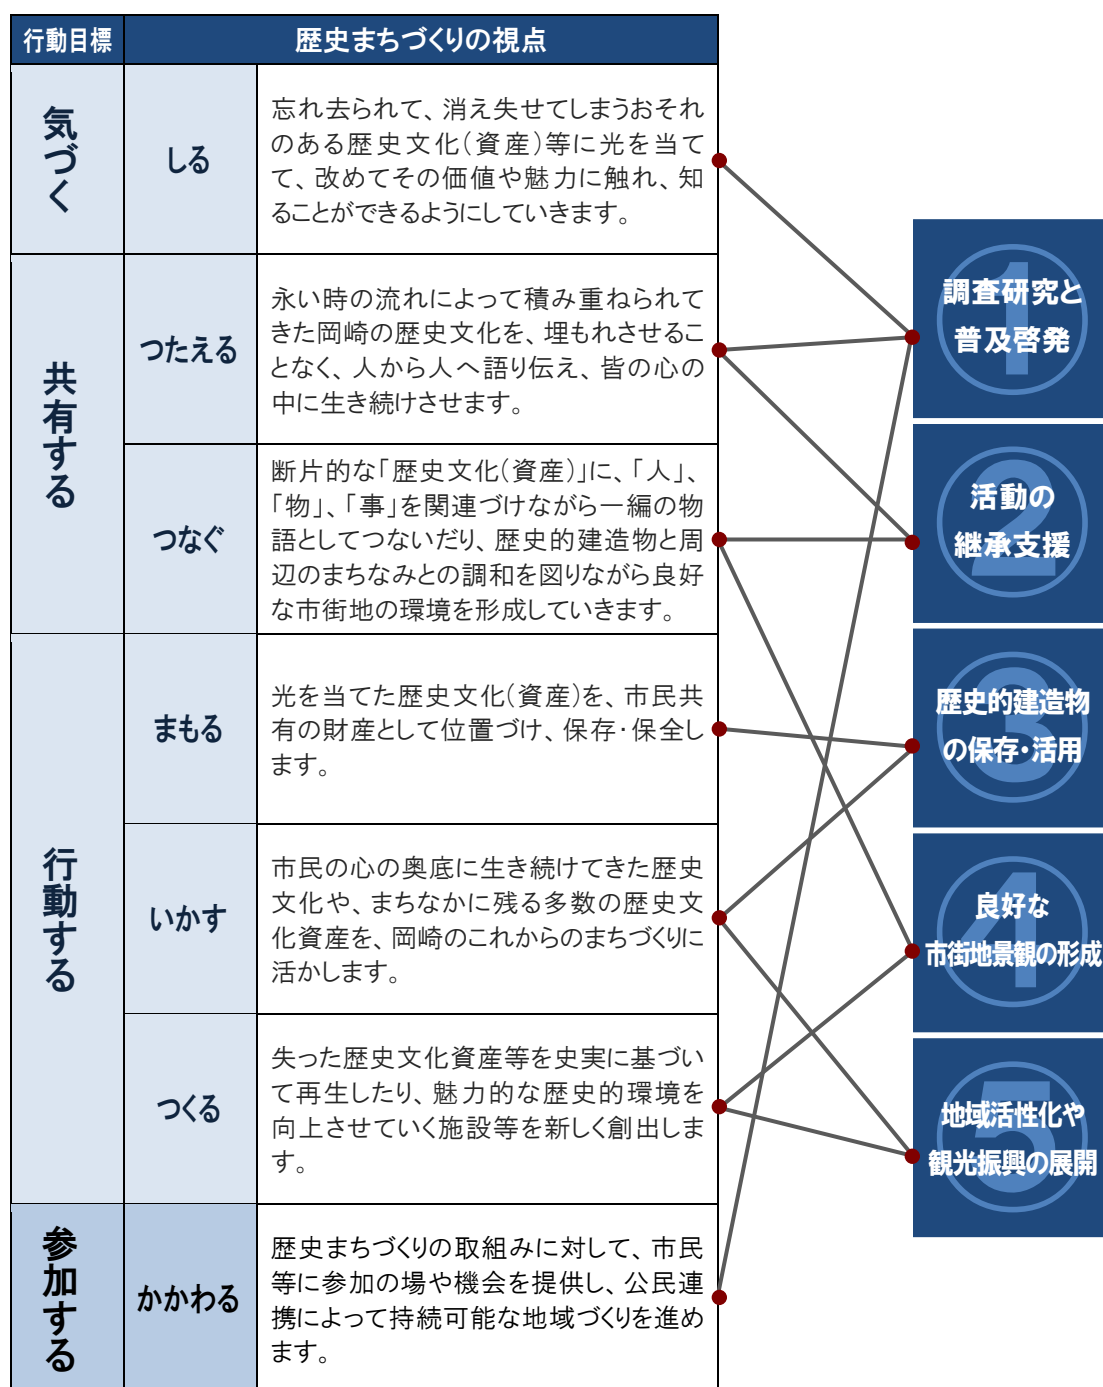 行動目標
歴史まちづくりの視点
気づく
しる
忘れ去られて、消え失せてしまうおそれ
のある歴史文化(資産)等に光を当て
て、改めてその価値や魅力に触れ、知
ることができるようにしていきます。
共有する
つたえる
永い時の流れによって積み重ねられて
きた岡崎の歴史文化を、埋もれさせるこ
となく、人から人へ語り伝え、皆の心の
中に生き続けさせます。
つなぐ
断片的な「歴史文化(資産)」に、「人」、
「物」、「事」を関連づけながら一編の物
語としてつないだり、歴史的建造物と周
辺のまちなみとの調和を図りながら良好
な市街地の環境を形成していきます。
行動する
まもる
光を当てた歴史文化(資産)を、市民共
有の財産として位置づけ、保存・保全し
ます。
いかす
市民の心の奥底に生き続けてきた歴史
文化や、まちなかに残る多数の歴史文
化資産を、岡崎のこれからのまちづくりに
活かします。
つくる
失った歴史文化資産等を史実に基づい
て再生したり、魅力的な歴史的環境を
向上させていく施設等を新しく創出しま
す。
参加する
かかわる
歴史まちづくりの取組みに対して、市民
等に参加の場や機会を提供し、公民連
携によって持続可能な地域づくりを進め
ます。
①
調査研究と
普及啓発
②
活動の
継承支援
③
歴史的建造物
の保存・活用
④
良好な
市街地景観の形成
⑤
地域活性化や
観光振興の展開